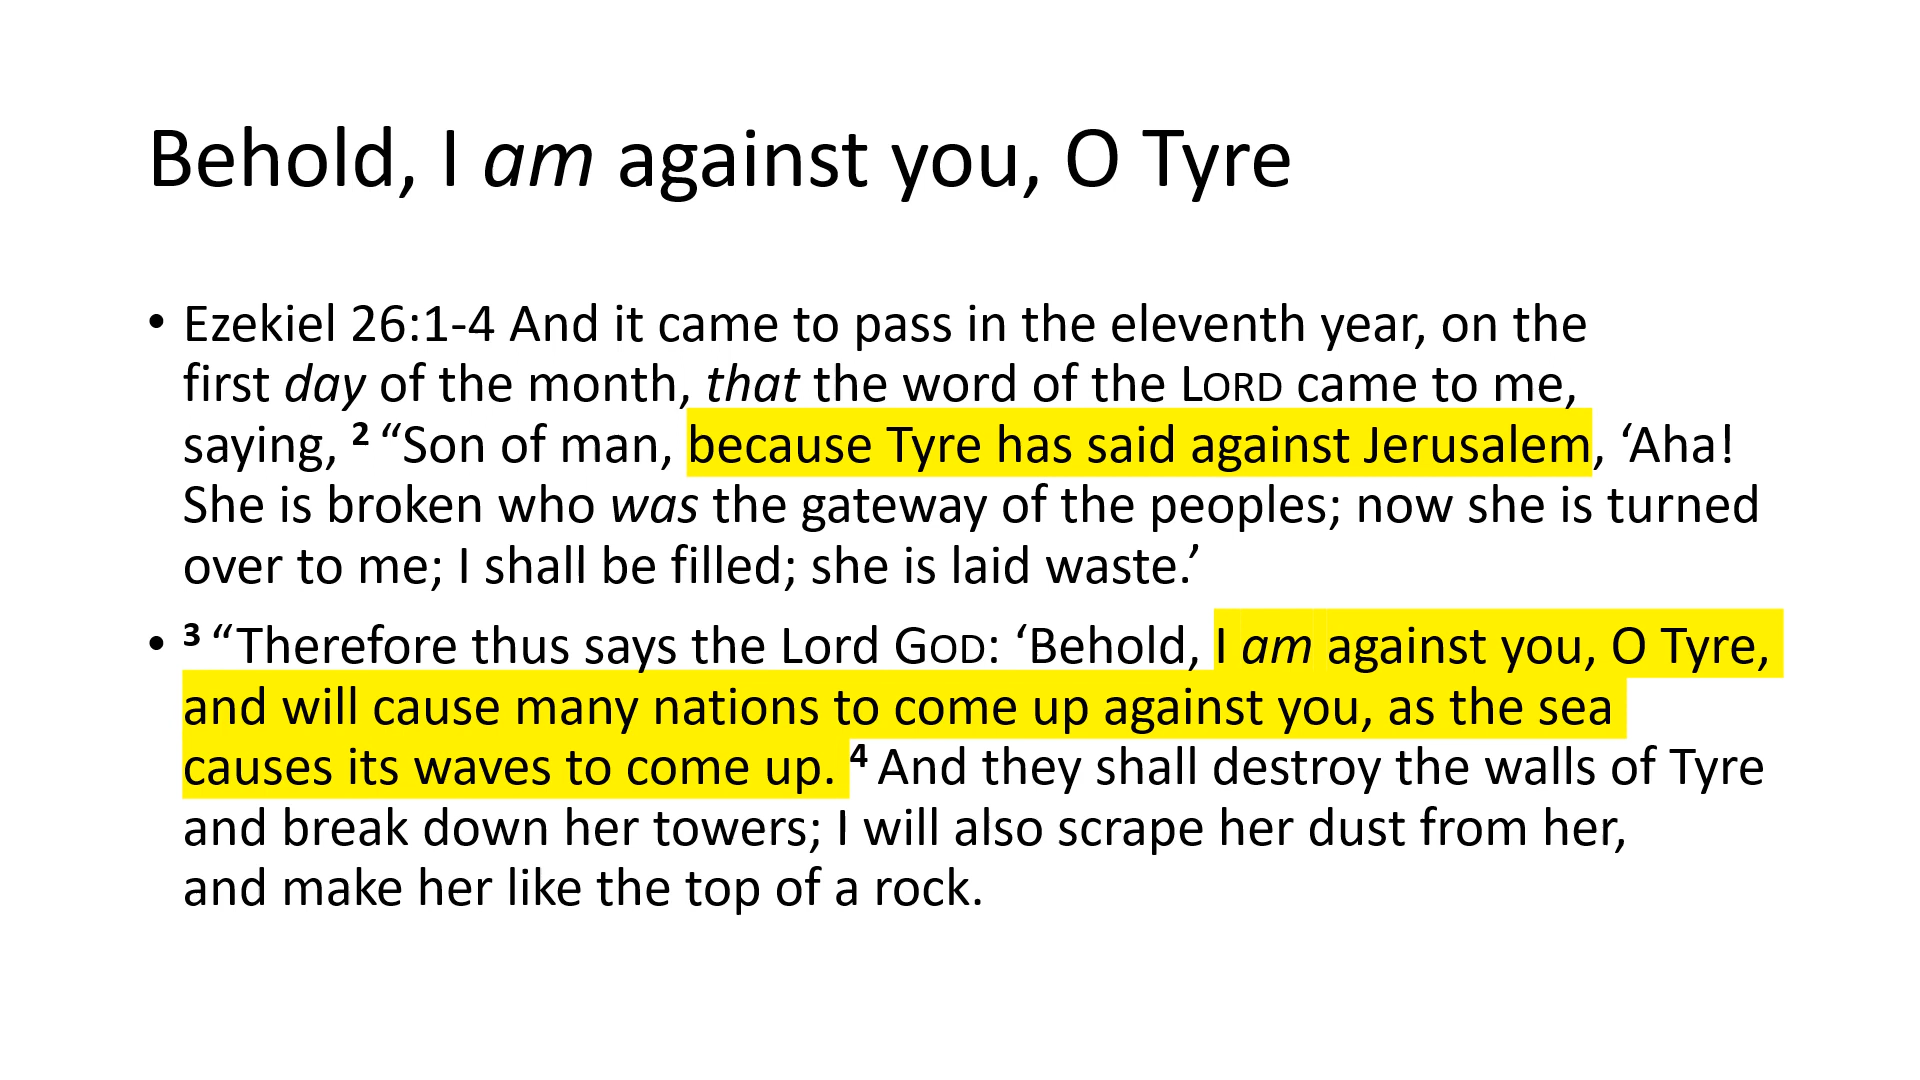 Behold, I am against you, O Tyre
• Ezekiel 26:1-4 And it came to pass in the eleventh year, on the
first day of the month, that the word of the LORD came to me,
saying, 2 “Son of man, because Tyre has said against Jerusalem, ‘Aha!
She is broken who was the gateway of the peoples; now she is turned
over to me; I shall be filled; she is laid waste.’
• 3 “Therefore thus says the Lord GOD: ‘Behold, I am against you, O Tyre,
and will cause many nations to come up against you, as the sea
causes its waves to come up. 4 And they shall destroy the walls of Tyre
and break down her towers; I will also scrape her dust from her,
and make her like the top of a rock.